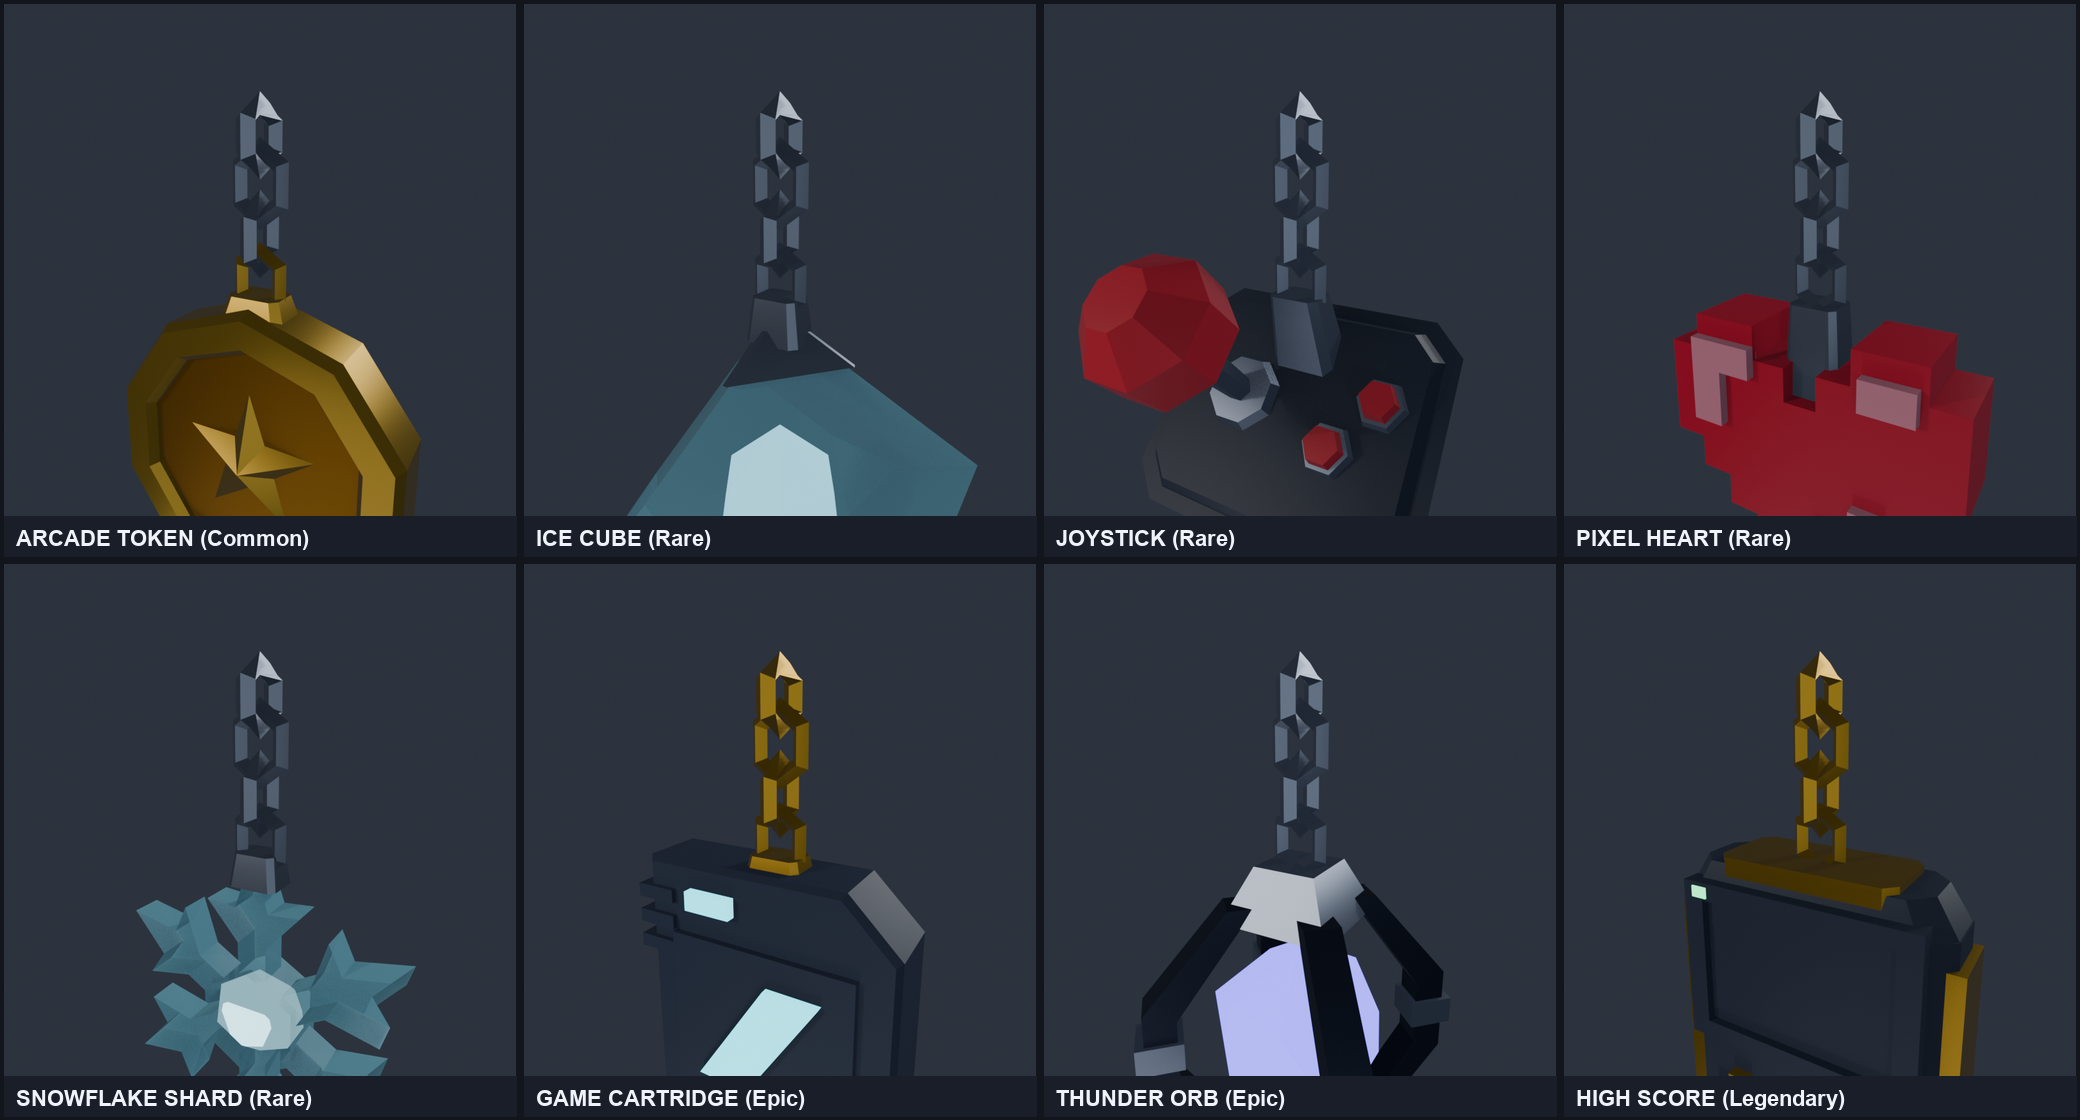 ARCADE TOKEN (Common)
ICE CUBE (Rare)
JOYSTICK (Rare)
PIXEL HEART (Rare)
SNOWFLAKE SHARD (Rare)
GAME CARTRIDGE (Epic)
THUNDER ORB (Epic)
HIGH SCORE (Legendary)